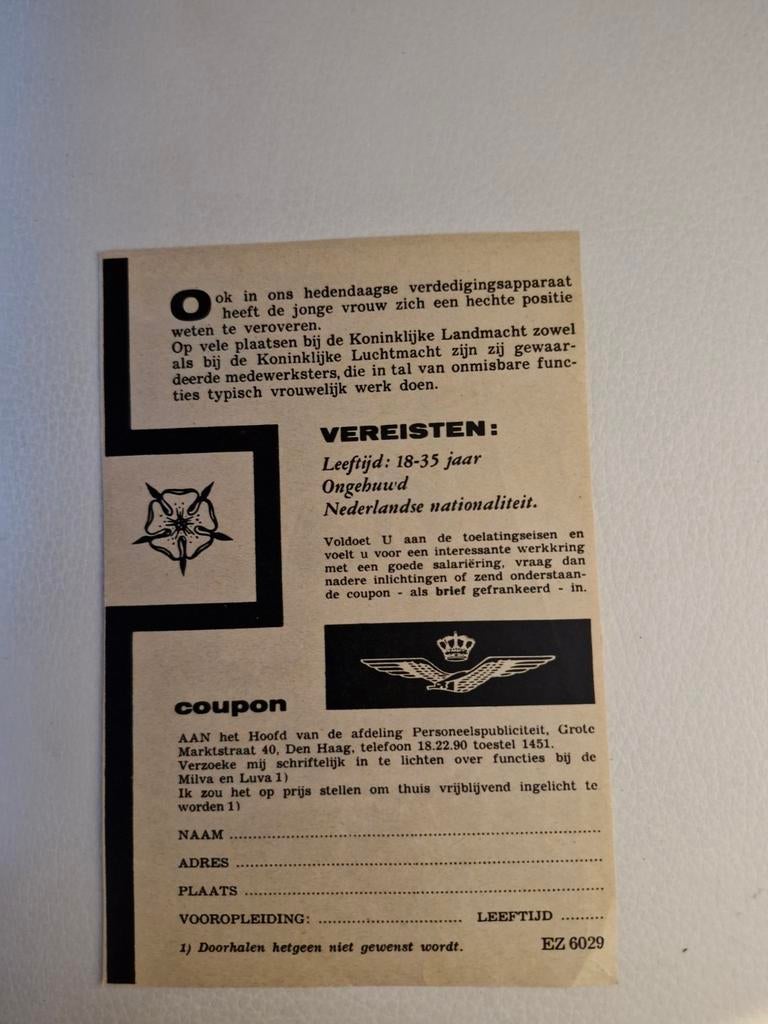 Ook in ons hedendaagse verdedigingsapparaat
heeft de jonge vrouw zich een hechte positie
weten te veroveren.
Op vele plaatsen bij de Koninklijke Landmacht zowel
als bij de Koninklijke Luchtmacht zijn zij gewaar-
deerde medewerksters, die in tal van onmisbare func-
ties typisch vrouwelijk werk doen.
VEREISTEN:
Leeftijd: 18-35 jaar
Ongehuwd
Nederlandse nationaliteit.
Voldoet U aan de toelatingseisen en
voelt u voor een interessante werkkring
met een goede salariëring, vraag dan
nadere inlichtingen of zend onderstaan-
de coupon - als brief gefrankeerd - in.
coupon
AAN het Hoofd van de afdeling Personeelspubliciteit, Grote
Marktstraat 40, Den Haag, telefoon 18.22.90 toestel 1451.
Verzoeke mij schriftelijk in te lichten over functies bij de
Milva en Luva 1)
Ik zou het op prijs stellen om thuis vrijblijvend ingelicht te
worden 1)
NAAM
ADRES
PLAATS
VOOROPLEIDING: LEEFTIJD
1) Doorhalen hetgeen niet gewenst wordt. EZ 6029